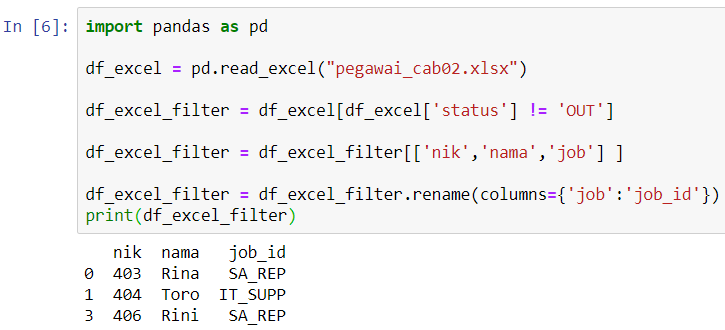 In [6]: import pandas as pd
df_excel = pd.read_excel("pegawai_cab02.xlsx")
df_excel_filter = df_excel[df_excel['status'] != 'OUT']
df_excel_filter = df_excel_filter[['nik','nama','job'] ]
df_excel_filter = df_excel_filter.rename(columns={'job':'job_id'})
print(df_excel_filter)
nik nama job_id
0 403 Rina SA_REP
1 404 Toro IT_SUPP
3 406 Rini SA_REP